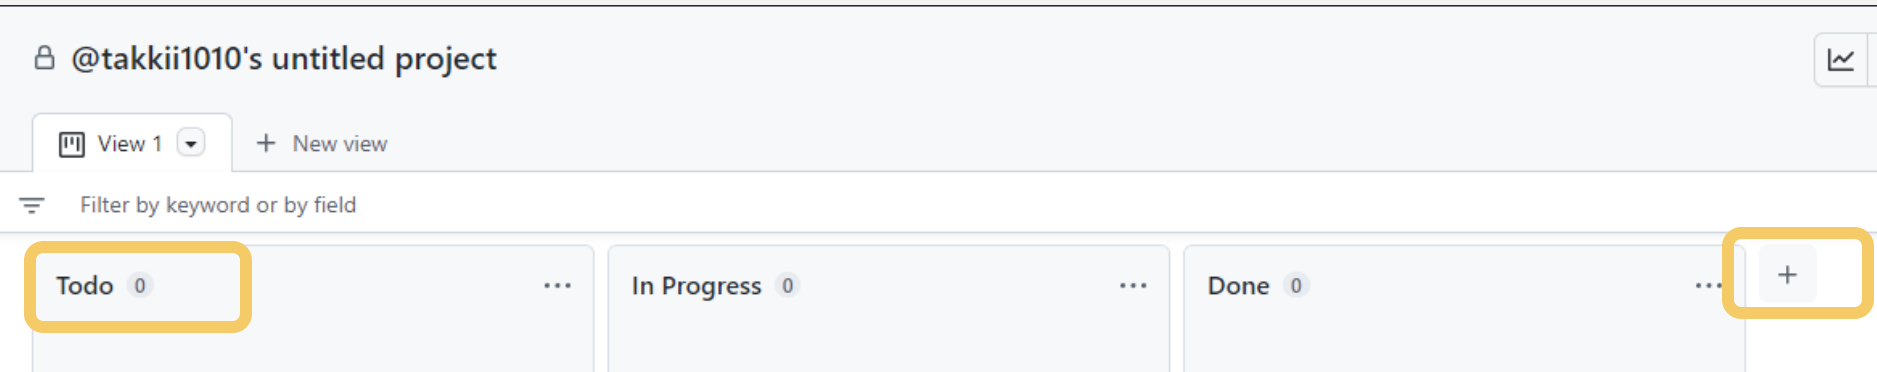 @takkii1010's untitled project
View 1 + New view
Filter by keyword or by field
Todo 0 ... In Progress 0 ... Done 0 ... +